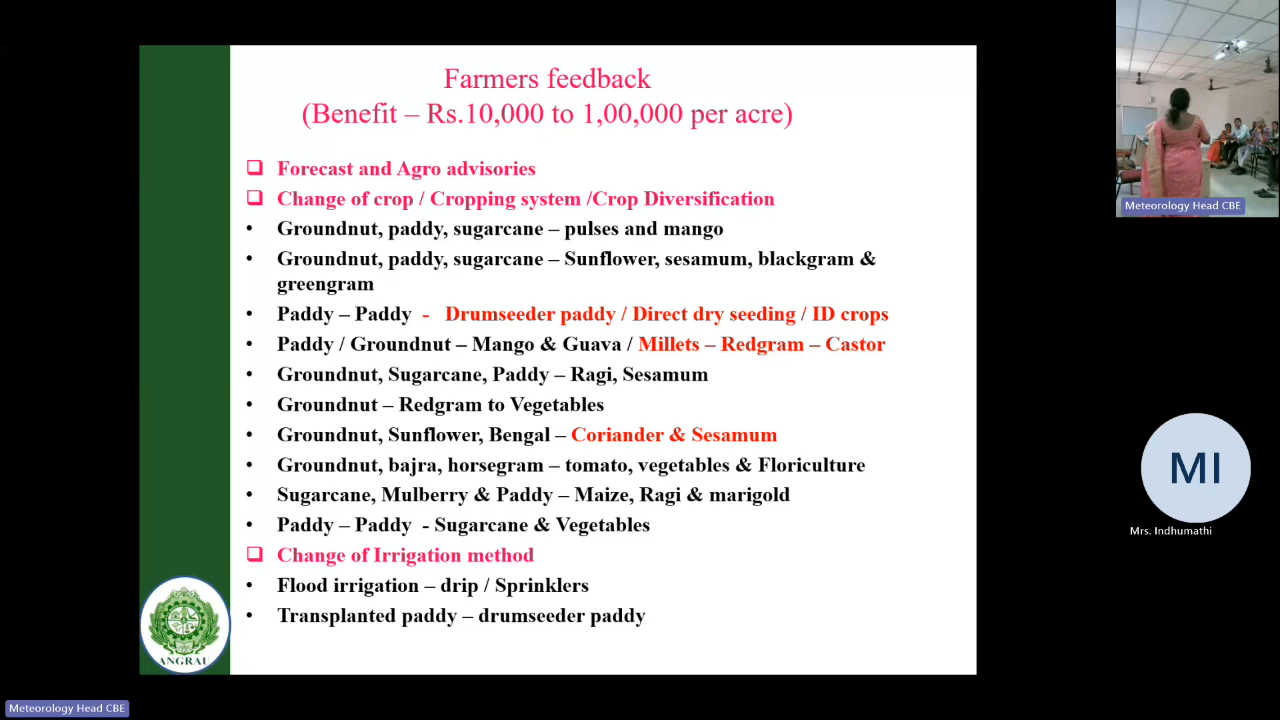 Farmers feedback
(Benefit – Rs.10,000 to 1,00,000 per acre)
Forecast and Agro advisories
Change of crop / Cropping system /Crop Diversification
• Groundnut, paddy, sugarcane – pulses and mango
• Groundnut, paddy, sugarcane – Sunflower, sesamum, blackgram &
greengram
• Paddy – Paddy - Drumseeder paddy / Direct dry seeding / ID crops
• Paddy / Groundnut – Mango & Guava / Millets – Redgram – Castor
• Groundnut, Sugarcane, Paddy – Ragi, Sesamum
• Groundnut – Redgram to Vegetables
• Groundnut, Sunflower, Bengal – Coriander & Sesamum
• Groundnut, bajra, horsegram – tomato, vegetables & Floriculture
• Sugarcane, Mulberry & Paddy – Maize, Ragi & marigold
• Paddy – Paddy - Sugarcane & Vegetables
Change of Irrigation method
• Flood irrigation – drip / Sprinklers
• Transplanted paddy – drumseeder paddy
ANGRAU
Meteorology Head CBE
MI
Mrs. Indhumathi
Meteorology Head CBE